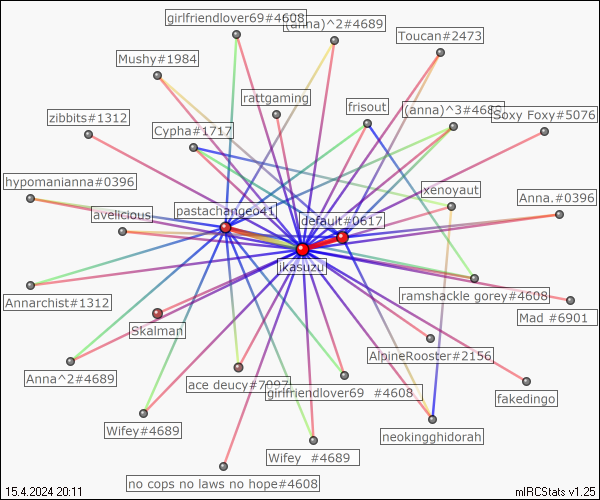 girlfriendlover69#4608
(anna)^2#4689
Toucan#2473
Mushy#1984
rattgaming
frisout
(anna)^3#4689
Soxy Foxy#5076
zibbits#1312
Cypha#1717
hypomanianna#0396
xenoyaut
Anna.#0396
avelicious
pastachangeo41
default#0617
jkasuzu
Annarchist#1312
ramshackle gorey#4608
Mad #6901
Skalman
AlpineRooster#2156
Anna^2#4689
ace deucy#7097
girlfriendlover69 #4608
fakedingo
Wifey#4689
neokingghidorah
Wifey #4689
no cops no laws no hope#4608
15.4.2024 20:11
mIRCStats v1.25